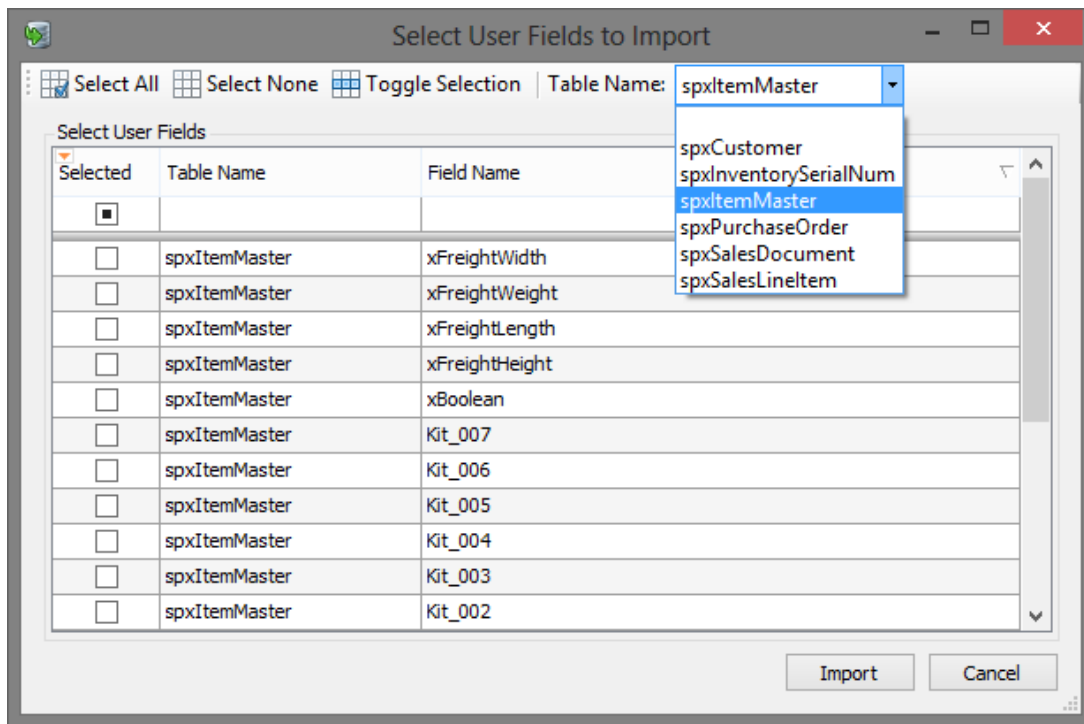 Select User Fields to Import
Select All Select None Toggle Selection Table Name: spxItemMaster
spxCustomer
spxInventorySerialNum
spxItemMaster
spxPurchaseOrder
spxSalesDocument
spxSalesLineItem
Select User Fields
Selected Table Name Field Name
spxItemMaster xFreightWidth
spxItemMaster xFreightWeight
spxItemMaster xFreightLength
spxItemMaster xFreightHeight
spxItemMaster xBoolean
spxItemMaster Kit_007
spxItemMaster Kit_006
spxItemMaster Kit_005
spxItemMaster Kit_004
spxItemMaster Kit_003
spxItemMaster Kit_002
Import Cancel